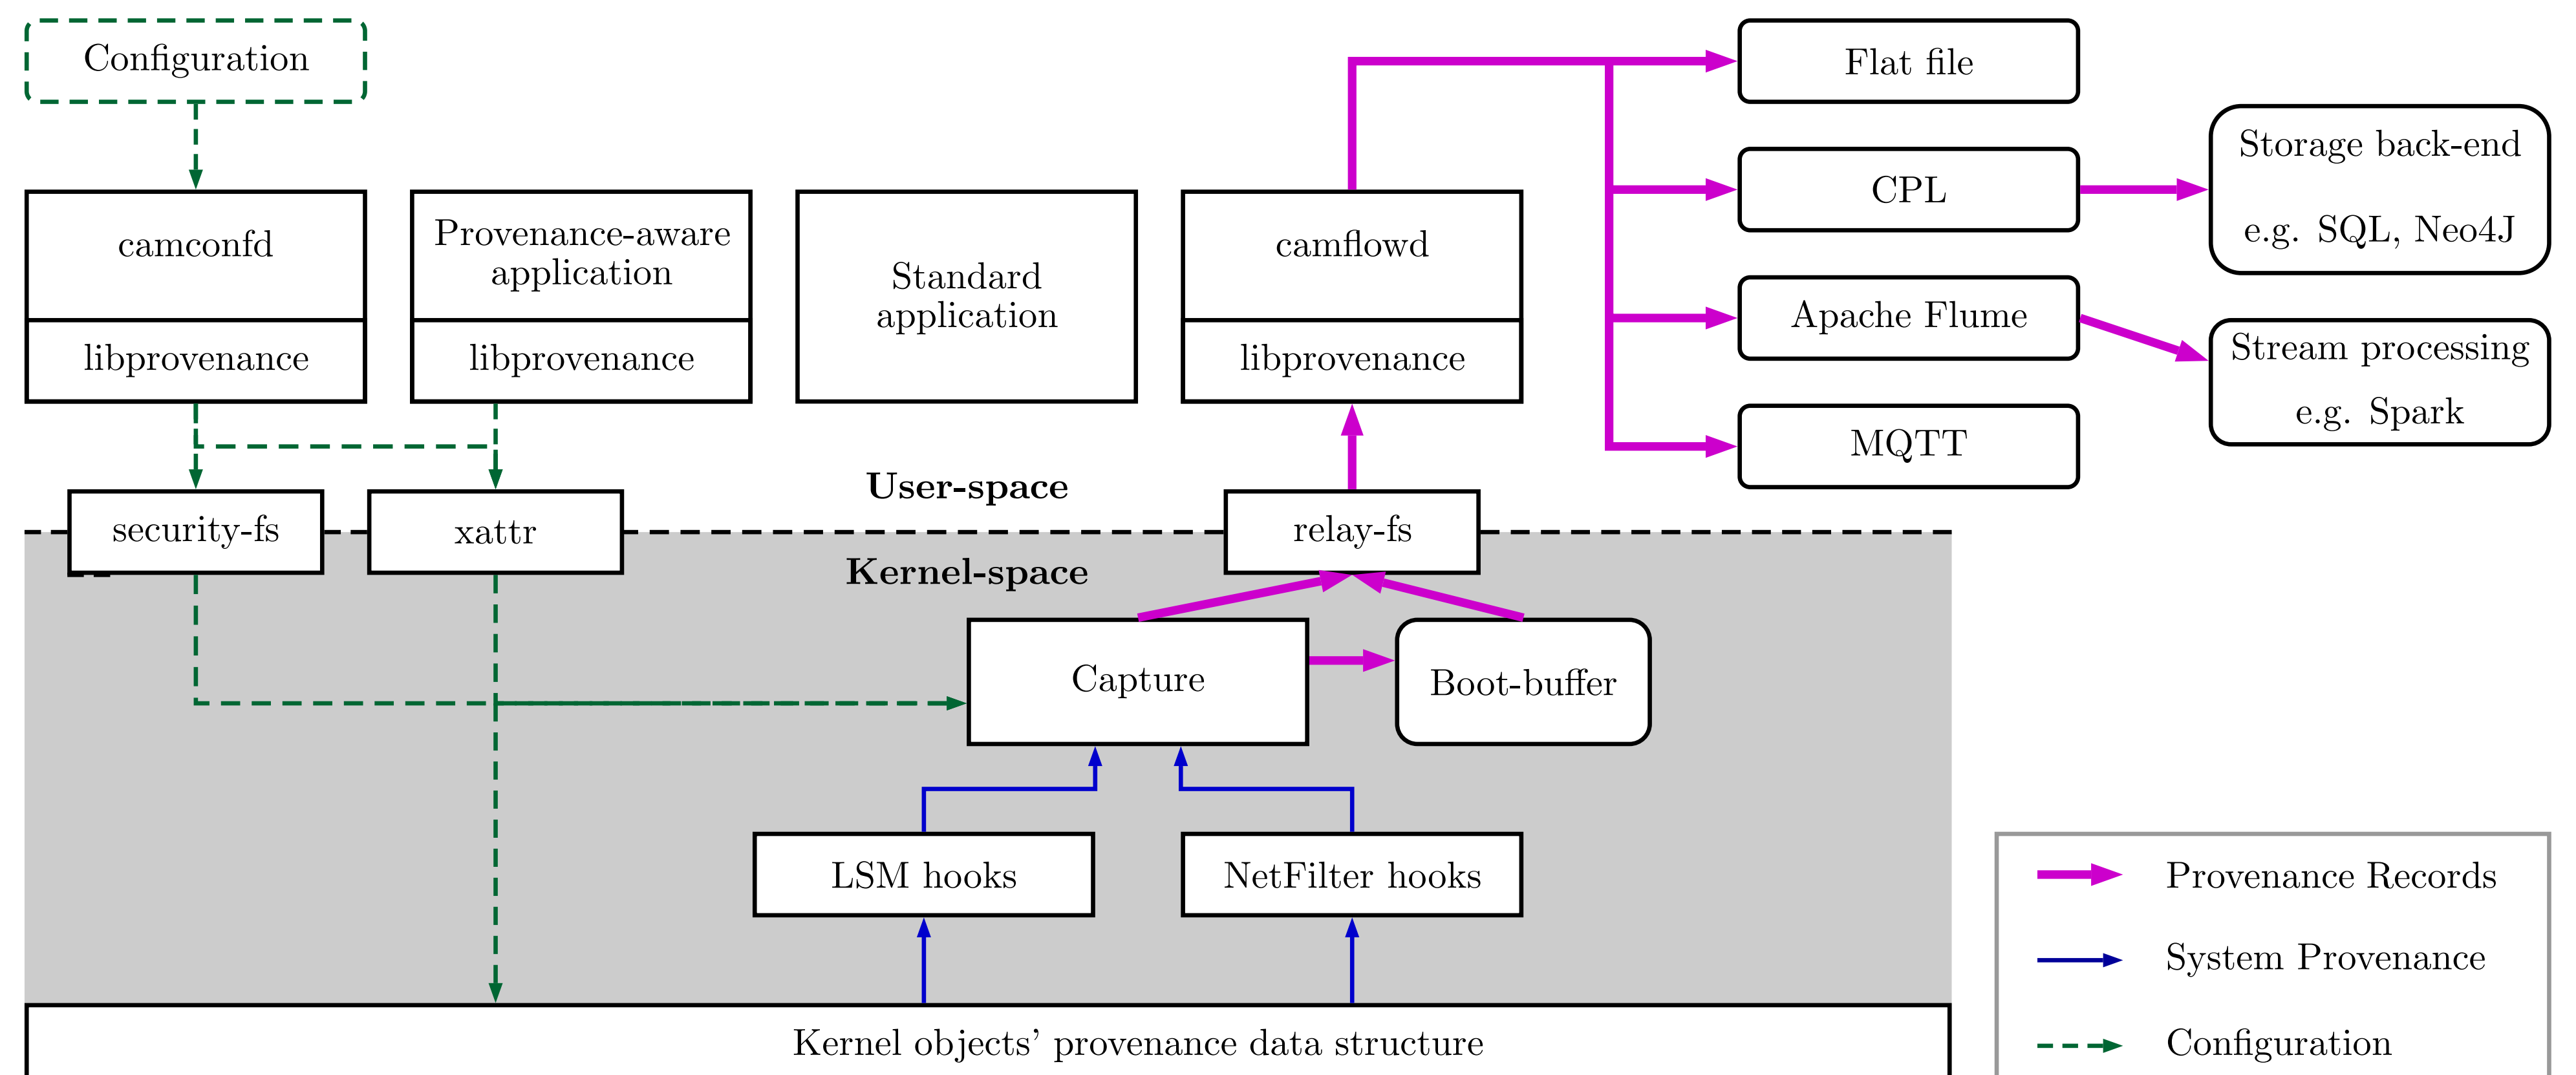 Configuration
Flat file
Storage back-end
e.g. SQL, Neo4J
CPL
camconfd
libprovenance
Provenance-aware
application
libprovenance
Standard
application
camflowd
libprovenance
Apache Flume
Stream processing
e.g. Spark
MQTT
User-space
security-fs
xattr
relay-fs
Kernel-space
Capture
Boot-buffer
LSM hooks
NetFilter hooks
Provenance Records
System Provenance
Configuration
Kernel objects' provenance data structure